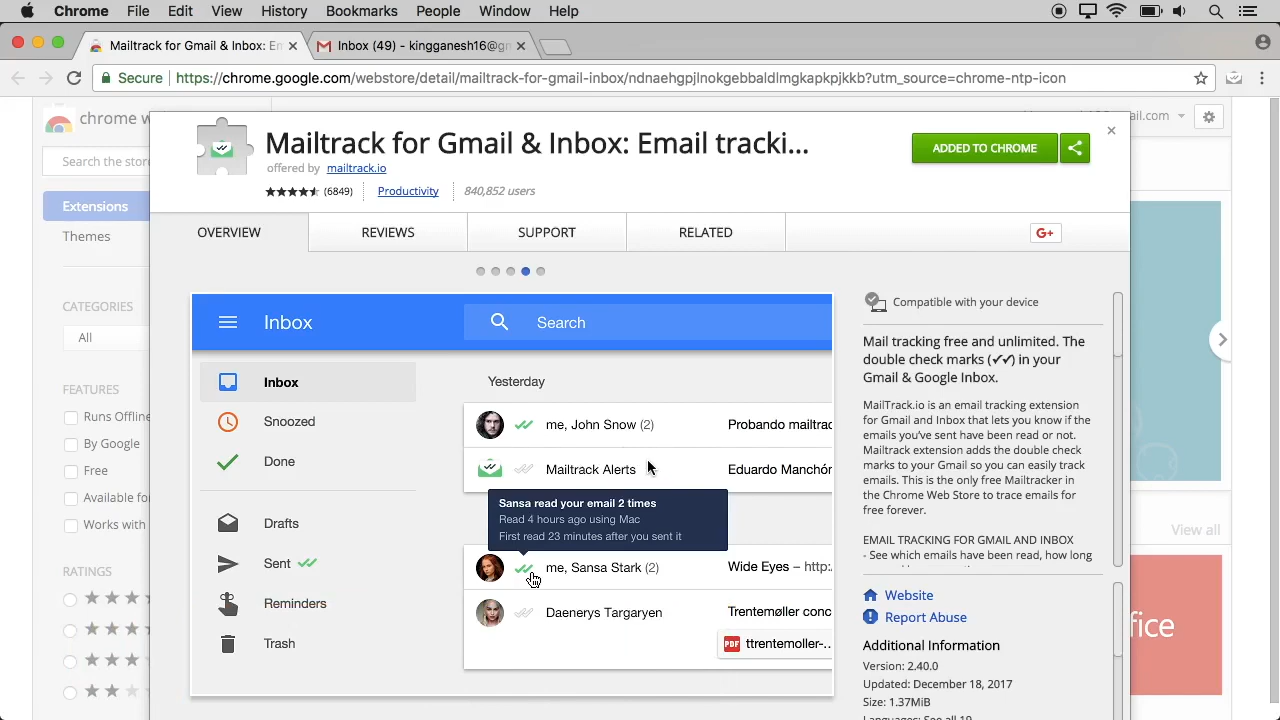 Chrome File Edit View History Bookmarks People Window Help
Mailtrack for Gmail & Inbox: Em
Inbox (49) - kingganesh16@gm
Secure https://chrome.google.com/webstore/detail/mailtrack-for-gmail-inbox/ndnaehgpjlnokgebbaldlmgkapkpjkkb?utm_source=chrome-ntp-icon
chrome w
ail.com
Mailtrack for Gmail & Inbox: Email tracki...
ADDED TO CHROME
offered by mailtrack.io
(6849) Productivity 840,852 users
Search the stor
Extensions
Themes
CATEGORIES
All
FEATURES
Runs Offline
By Google
Free
Available fo
Works with
RATINGS
OVERVIEW REVIEWS SUPPORT RELATED
G+
Inbox Search
Inbox
Snoozed
Done
Drafts
Sent
Reminders
Trash
Yesterday
me, John Snow (2) Probando mailtrac
Mailtrack Alerts Eduardo Manchór
Sansa read your email 2 times
Read 4 hours ago using Mac
First read 23 minutes after you sent it
me, Sansa Stark (2) Wide Eyes – http:
Daenerys Targaryen Trentemøller conc
PDF ttrentemoller-..
Compatible with your device
Mail tracking free and unlimited. The
double check marks (✓✓) in your
Gmail & Google Inbox.
MailTrack.io is an email tracking extension
for Gmail and Inbox that lets you know if the
emails you've sent have been read or not.
Mailtrack extension adds the double check
marks to your Gmail so you can easily track
emails. This is the only free Mailtracker in
the Chrome Web Store to trace emails for
free forever.
EMAIL TRACKING FOR GMAIL AND INBOX
- See which emails have been read, how long
Website
Report Abuse
Additional Information
Version: 2.40.0
Updated: December 18, 2017
Size: 1.37MiB
Languages: See all 19
View all
fice